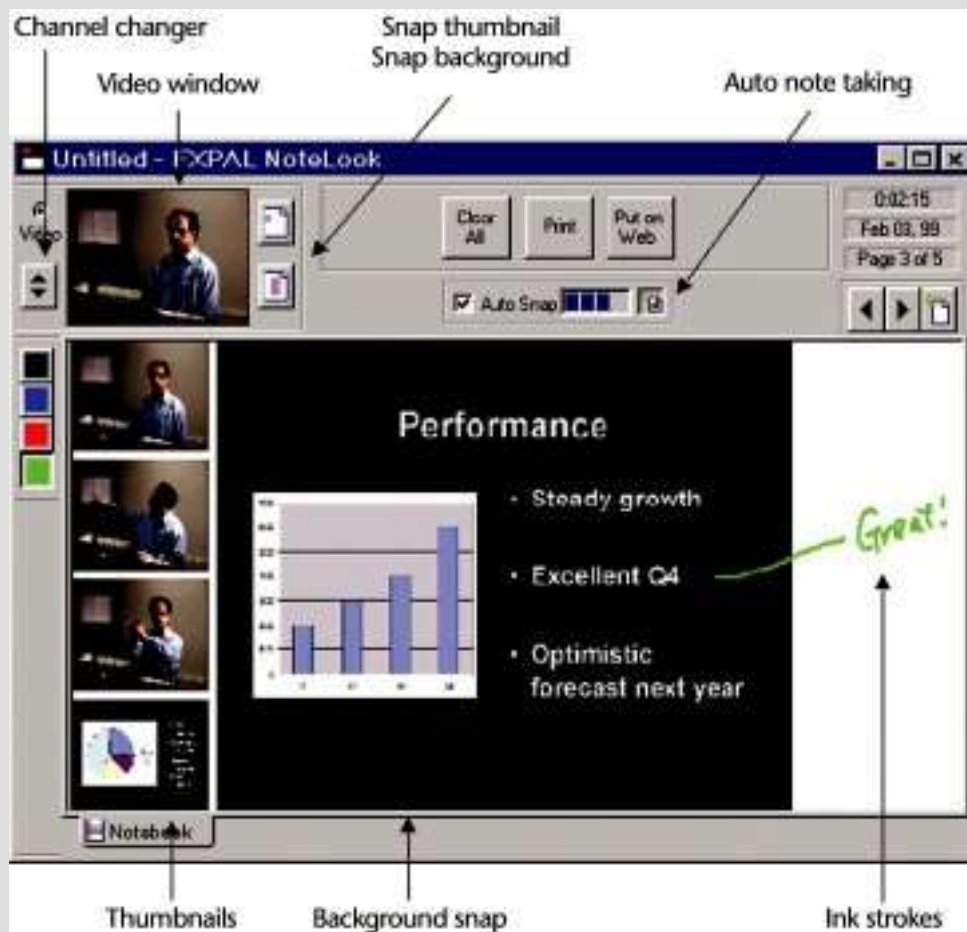 Channel changer
Snap thumbnail
Snap background
Video window
Auto note taking
Untitled - FXPAL NoteLook
Video
Clear
All
Print
Put on
Web
0:02:15
Feb 03, 99
Page 3 of 5
Auto Snap
Performance
• Steady growth
• Excellent Q4
• Optimistic
forecast next year
Great!
Notebook
Thumbnails
Background snap
Ink strokes